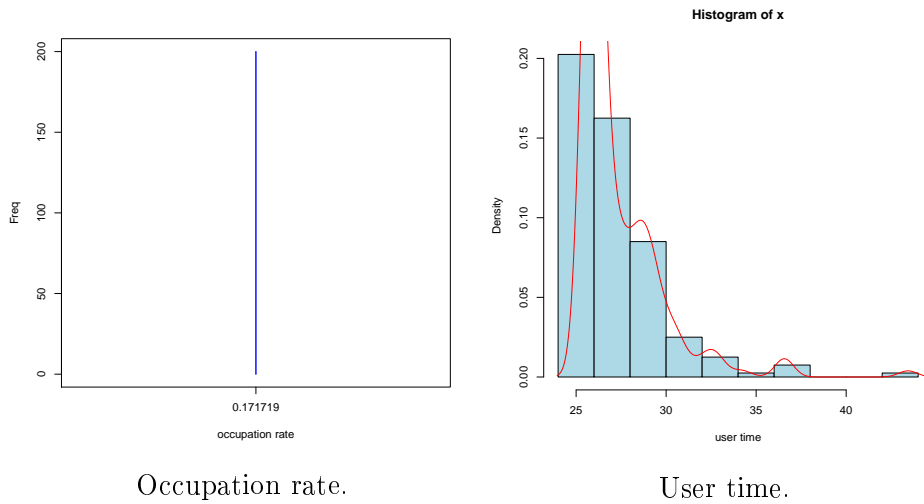 Freq
200
150
100
50
0
0.171719
occupation rate
Occupation rate.
Histogram of x
Density
0.20
0.15
0.10
0.05
0.00
25 30 35 40
user time
User time.